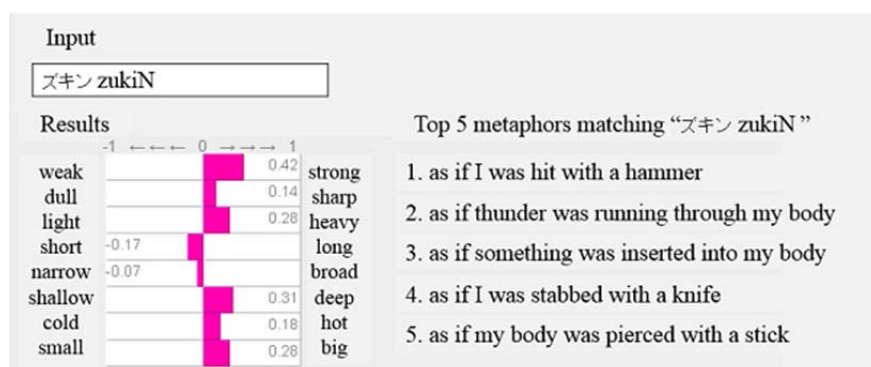 Input
ズキン zukiN
Results
-1 ← ← ← 0 → → → 1
weak 0.42 strong
dull 0.14 sharp
light 0.28 heavy
short -0.17 long
narrow -0.07 broad
shallow 0.31 deep
cold 0.18 hot
small 0.28 big
Top 5 metaphors matching “ズキン zukiN ”
1. as if I was hit with a hammer
2. as if thunder was running through my body
3. as if something was inserted into my body
4. as if I was stabbed with a knife
5. as if my body was pierced with a stick